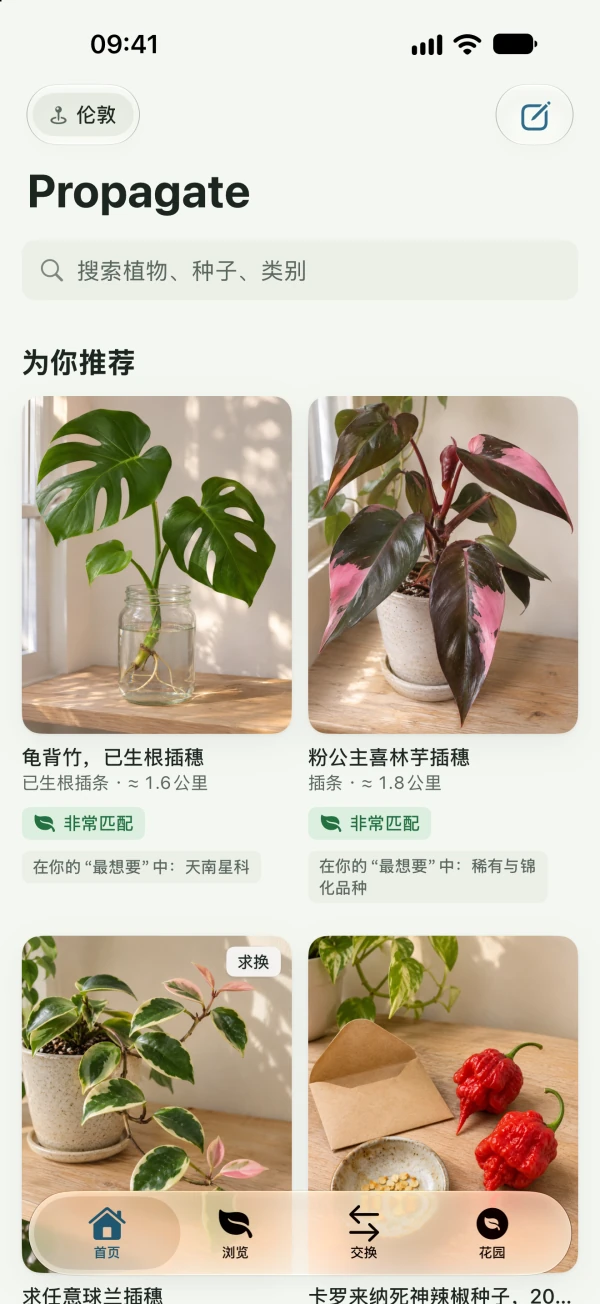 09:41
伦敦
Propagate
搜索植物、种子、类别
为你推荐
龟背竹，已生根插穗
已生根插条 · ≈ 1.6公里
非常匹配
在你的“最想要”中：天南星科
粉公主喜林芋插穗
插条 · ≈ 1.8公里
非常匹配
在你的“最想要”中：稀有与锦
化品种
求换
求任意球兰插穗
卡罗来纳死神辣椒种子，20…
首页
浏览
交换
花园